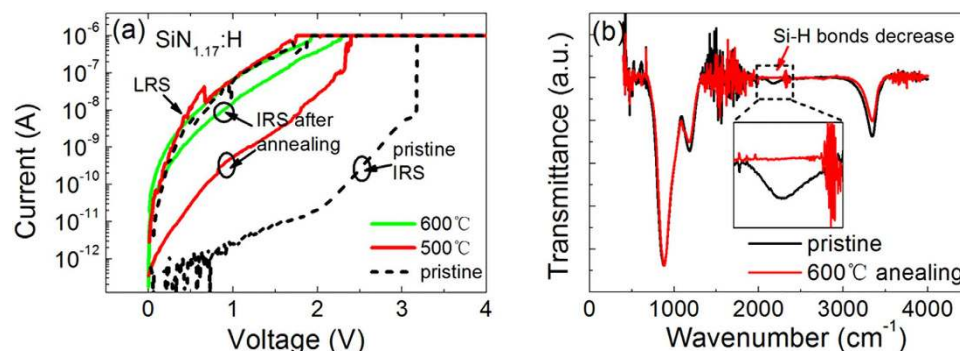 (a) SiN1.17:H
LRS
IRS after
annealing
pristine
IRS
600℃
500℃
pristine
Current (A)
10-6
10-7
10-8
10-9
10-10
10-11
10-12
0 1 2 3 4
Voltage (V)
(b)
Si-H bonds decrease
pristine
600℃ anealing
Transmittance (a.u.)
0 1000 2000 3000 4000
Wavenumber (cm-1)